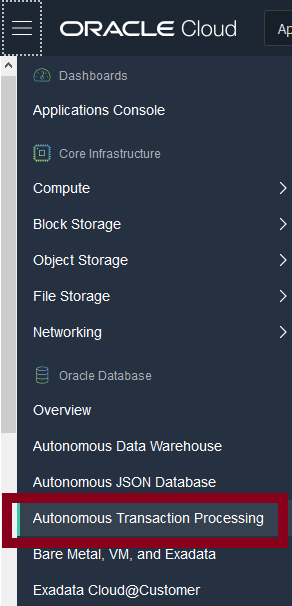 ORACLE Cloud
Ap
Dashboards
Applications Console
Core Infrastructure
Compute
Block Storage
Object Storage
File Storage
Networking
Oracle Database
Overview
Autonomous Data Warehouse
Autonomous JSON Database
Autonomous Transaction Processing
Bare Metal, VM, and Exadata
Exadata Cloud@Customer